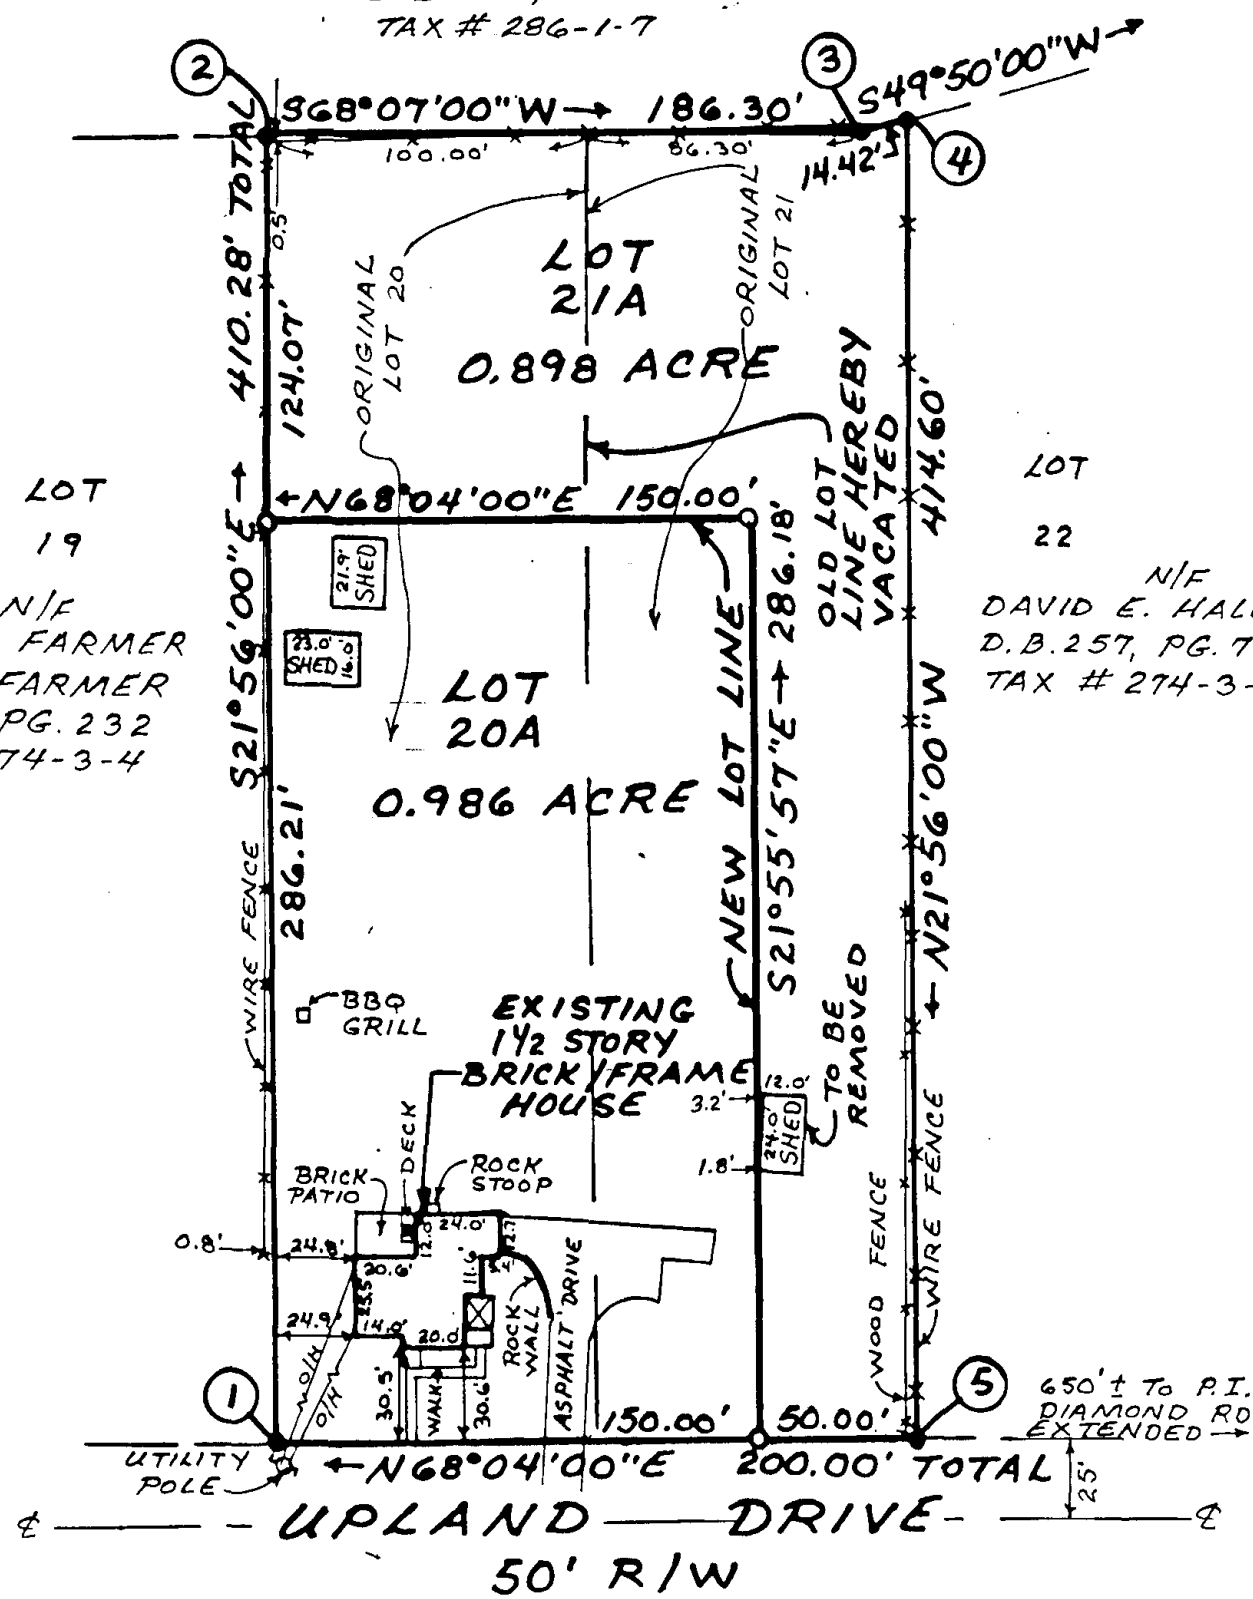 TAX # 286-1-7
2
3
S68°07'00"W → 186.30'
S49°50'00"W →
4
100.00'
86.30'
14.42'
410.28' TOTAL
0.5'
124.07'
ORIGINAL
LOT 20
ORIGINAL
LOT 21
LOT
21A
0.898 ACRE
OLD LOT
LINE HEREBY
VACATED
414.60'
LOT
19
N/F
FARMER
FARMER
PG. 232
74-3-4
LOT
22
N/F
DAVID E. HAL
D.B. 257, PG. 7
TAX # 274-3-
←N68°04'00"E 150.00'
S21°56'00"E →
21.9'
SHED
23.0'
SHED
16.0'
LOT
20A
0.986 ACRE
NEW LOT LINE
S21°55'57"E → 286.18'
← N21°56'00"W
286.21'
WIRE FENCE
BBQ
GRILL
EXISTING
1½ STORY
BRICK/FRAME
HOUSE
TO BE
REMOVED
12.0'
3.2'
24.0'
SHED
1.8'
WOOD FENCE
WIRE FENCE
DECK
BRICK
PATIO
ROCK
STOOP
0.8'
24.8'
12.0'
24.0'
12.7'
20.6'
11.6'
25.5'
24.9'
14.0'
20.0'
O/H
O/H
30.5'
WALK
30.6'
ROCK
WALL
ASPHALT DRIVE
1
5
150.00'
50.00'
650'± TO P.I.
DIAMOND RD
EXTENDED →
UTILITY
POLE
←N68°04'00"E
200.00' TOTAL
25'
℄ UPLAND DRIVE ℄
50' R/W